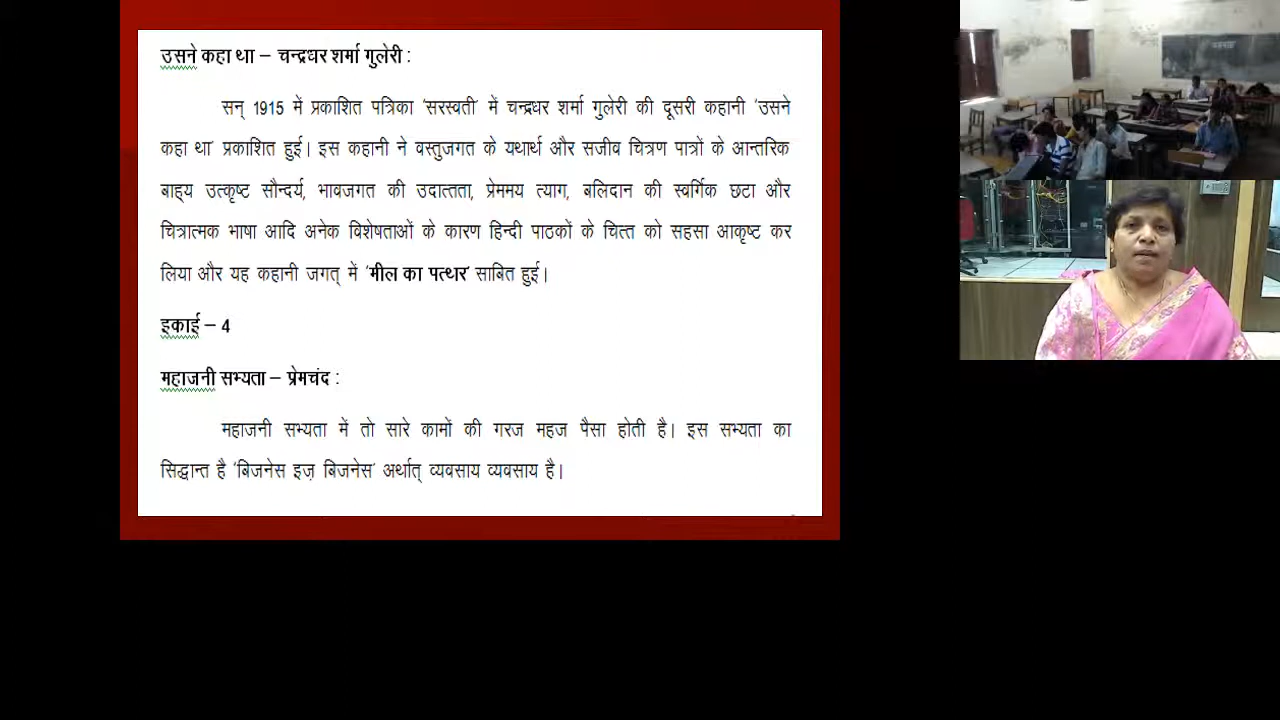 उसने कहा था – चन्द्रधर शर्मा गुलेरी :
सन् 1915 में प्रकाशित पत्रिका 'सरस्वती' में चन्द्रधर शर्मा गुलेरी की दूसरी कहानी 'उसने
कहा था' प्रकाशित हुई। इस कहानी ने वस्तुजगत के यथार्थ और सजीव चित्रण पात्रों के आन्तरिक
बाह्य उत्कृष्ट सौन्दर्य, भावजगत की उदात्तता, प्रेममय त्याग, बलिदान की स्वर्गिक छटा और
चित्रात्मक भाषा आदि अनेक विशेषताओं के कारण हिन्दी पाठकों के चित्त को सहसा आकृष्ट कर
लिया और यह कहानी जगत् में 'मील का पत्थर' साबित हुई।
इकाई – 4
महाजनी सभ्यता – प्रेमचंद :
महाजनी सभ्यता में तो सारे कामों की गरज महज पैसा होती है। इस सभ्यता का
सिद्धान्त है 'बिजनेस इज़ बिजनेस' अर्थात् व्यवसाय व्यवसाय है।